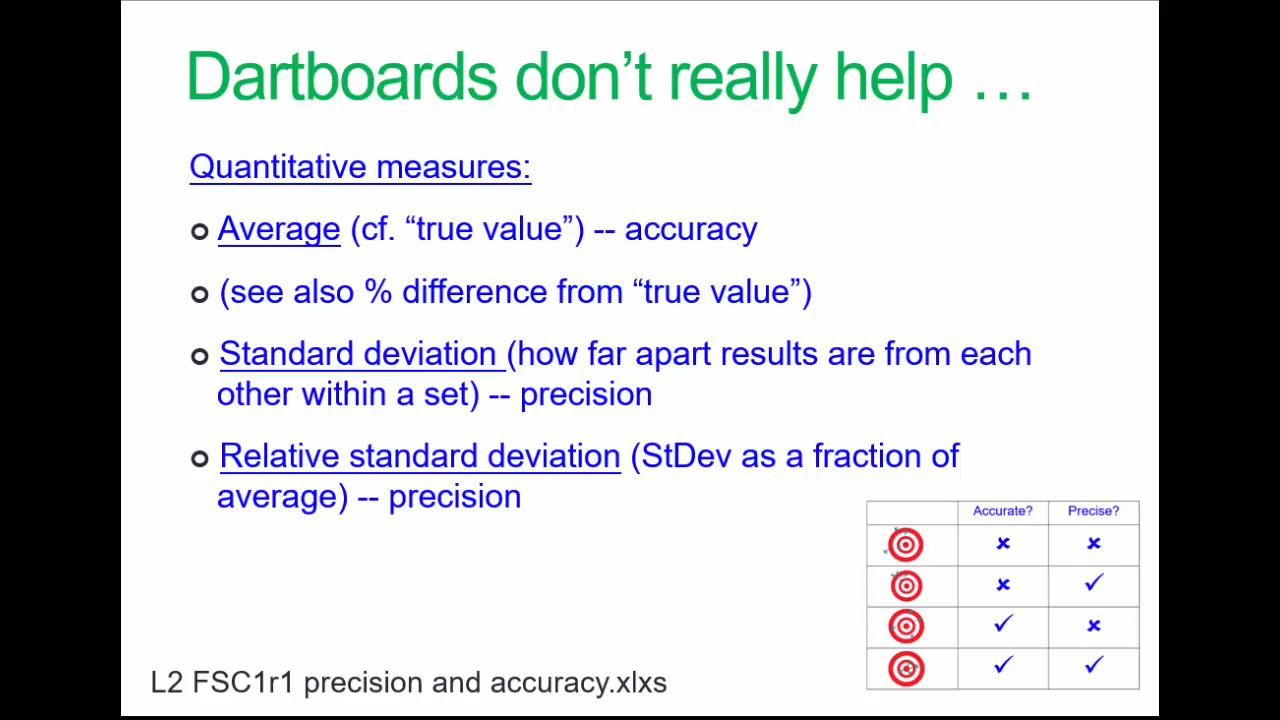 Dartboards don’t really help …
Quantitative measures:
Average (cf. “true value”) -- accuracy
(see also % difference from “true value”)
Standard deviation (how far apart results are from each
other within a set) -- precision
Relative standard deviation (StDev as a fraction of
average) -- precision
Accurate? Precise?
L2 FSC1r1 precision and accuracy.xlxs